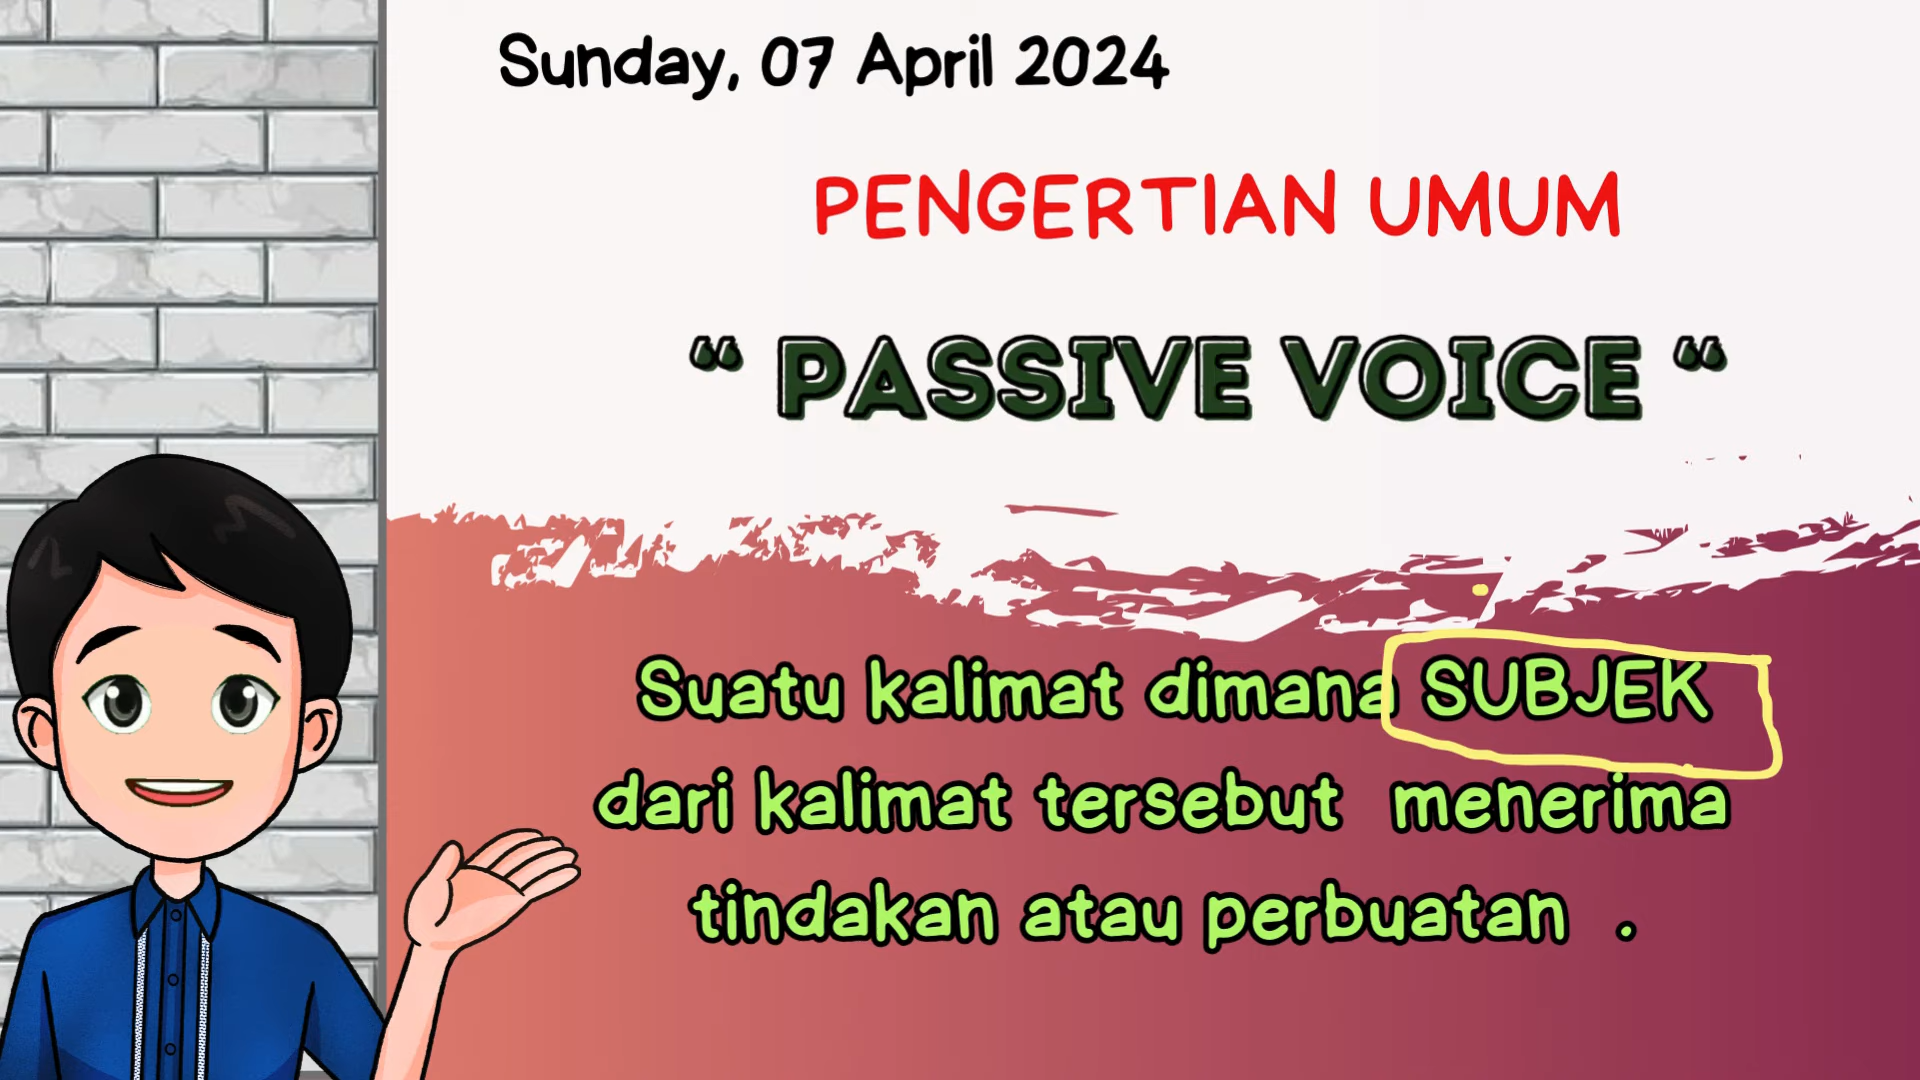 Sunday, 07 April 2024
PENGERTIAN UMUM
“ PASSIVE VOICE “
Suatu kalimat dimana SUBJEK
dari kalimat tersebut menerima
tindakan atau perbuatan .